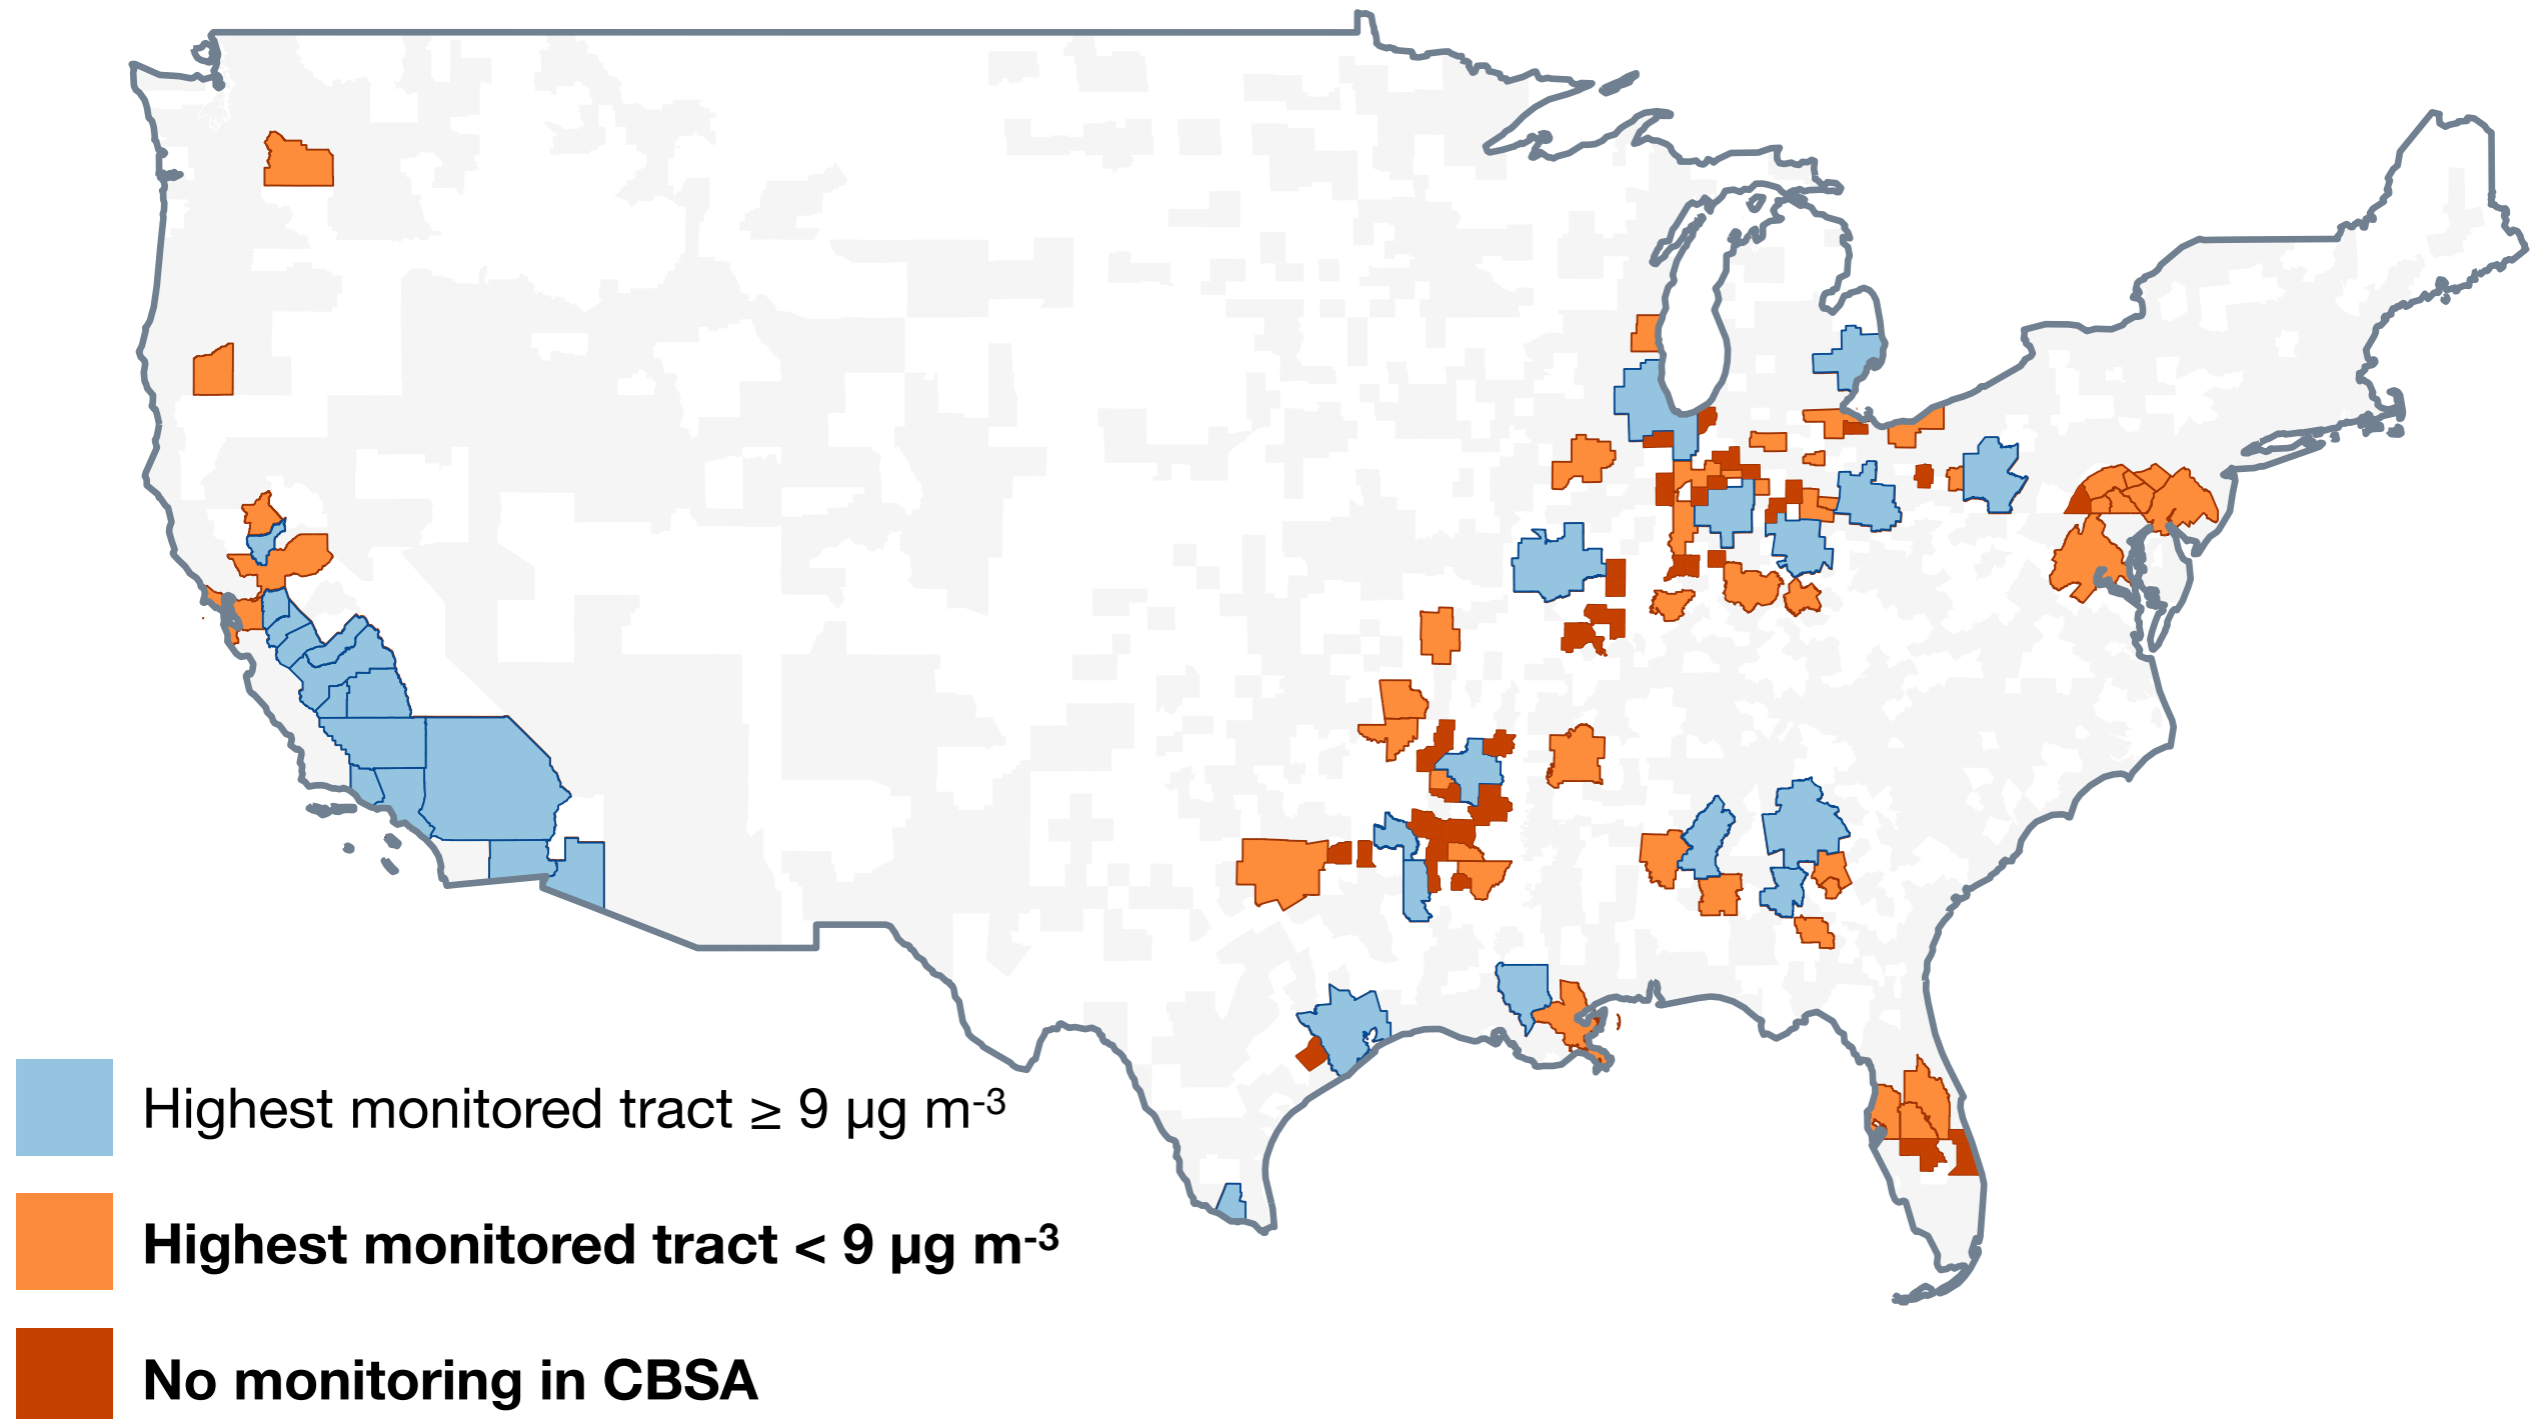 Highest monitored tract ≥ 9 µg m-3
Highest monitored tract < 9 µg m-3
No monitoring in CBSA